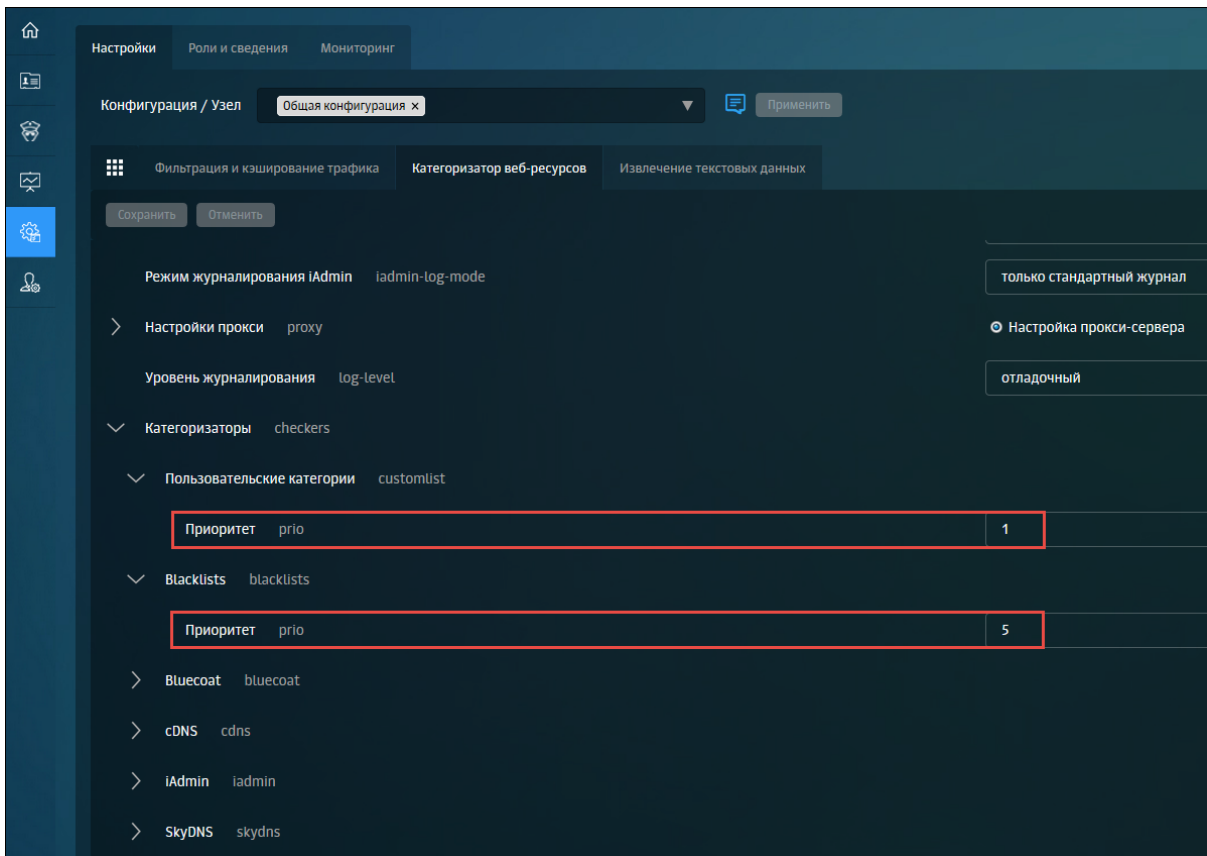 Настройки Роли и сведения Мониторинг
Конфигурация / Узел Общая конфигурация × Применить
Фильтрация и кэширование трафика Категоризатор веб-ресурсов Извлечение текстовых данных
Сохранить Отменить
Режим журналирования iAdmin iadmin-log-mode только стандартный журнал
Настройки прокси proxy Настройка прокси-сервера
Уровень журналирования log-level отладочный
Категоризаторы checkers
Пользовательские категории customlist
Приоритет prio 1
Blacklists blacklists
Приоритет prio 5
Bluecoat bluecoat
cDNS cdns
iAdmin iadmin
SkyDNS skydns